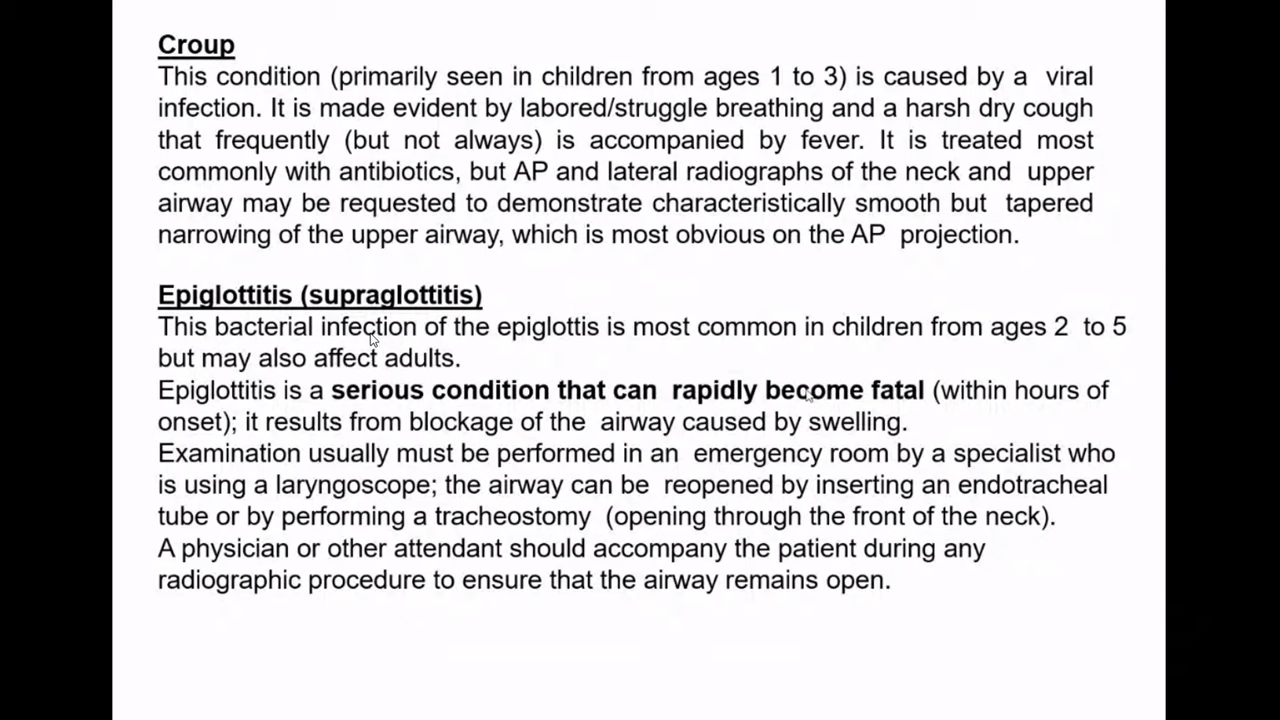 Croup
This condition (primarily seen in children from ages 1 to 3) is caused by a viral
infection. It is made evident by labored/struggle breathing and a harsh dry cough
that frequently (but not always) is accompanied by fever. It is treated most
commonly with antibiotics, but AP and lateral radiographs of the neck and upper
airway may be requested to demonstrate characteristically smooth but tapered
narrowing of the upper airway, which is most obvious on the AP projection.
Epiglottitis (supraglottitis)
This bacterial infection of the epiglottis is most common in children from ages 2 to 5
but may also affect adults.
Epiglottitis is a serious condition that can rapidly become fatal (within hours of
onset); it results from blockage of the airway caused by swelling.
Examination usually must be performed in an emergency room by a specialist who
is using a laryngoscope; the airway can be reopened by inserting an endotracheal
tube or by performing a tracheostomy (opening through the front of the neck).
A physician or other attendant should accompany the patient during any
radiographic procedure to ensure that the airway remains open.